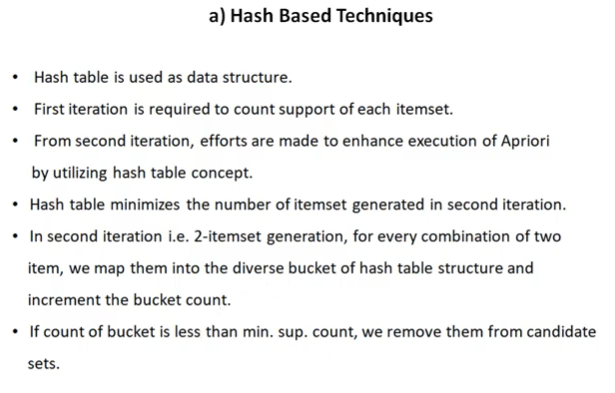 a) Hash Based Techniques
• Hash table is used as data structure.
• First iteration is required to count support of each itemset.
• From second iteration, efforts are made to enhance execution of Apriori
by utilizing hash table concept.
• Hash table minimizes the number of itemset generated in second iteration.
• In second iteration i.e. 2-itemset generation, for every combination of two
item, we map them into the diverse bucket of hash table structure and
increment the bucket count.
• If count of bucket is less than min. sup. count, we remove them from candidate
sets.